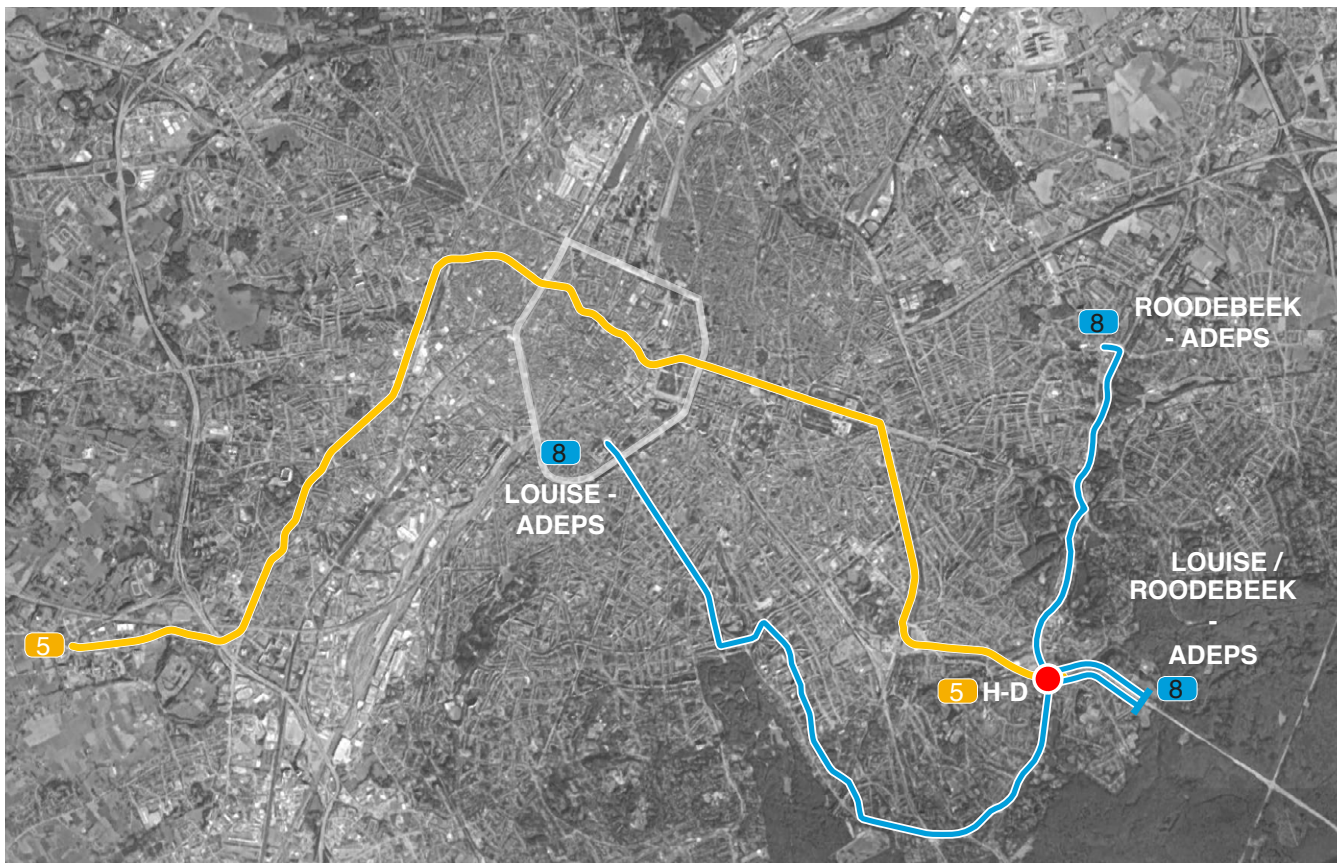 8
ROODEBEEK
- ADEPS
8
LOUISE -
ADEPS
LOUISE /
ROODEBEEK
-
ADEPS
8
5
5 H-D